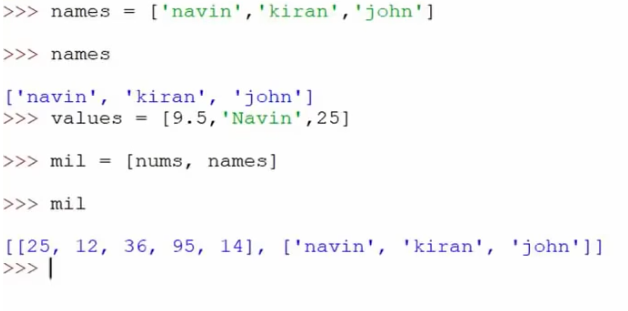 >>> names = ['navin','kiran','john']
>>> names
['navin', 'kiran', 'john']
>>> values = [9.5,'Navin',25]
>>> mil = [nums, names]
>>> mil
[[25, 12, 36, 95, 14], ['navin', 'kiran', 'john']]
>>>